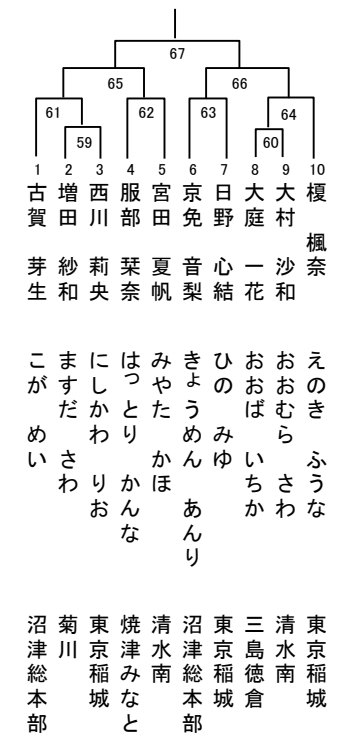 67
65
66
61
62
63
64
59
60
1
2
3
4
5
6
7
8
9
10
古賀 芽生
増田 紗和
西川 莉央
服部 栞奈
宮田 夏帆
京免 音梨
日野 心結
大庭 一花
大村 沙和
榎 楓奈
こが めい
ますだ さわ
にしかわ りお
はっとり かんな
みやた かほ
きょうめん あんり
ひの みゆ
おおば いちか
おおむら さわ
えのき ふうな
沼津総本部
菊川
東京稲城
焼津みなと
清水南
沼津総本部
東京稲城
三島徳倉
清水南
東京稲城